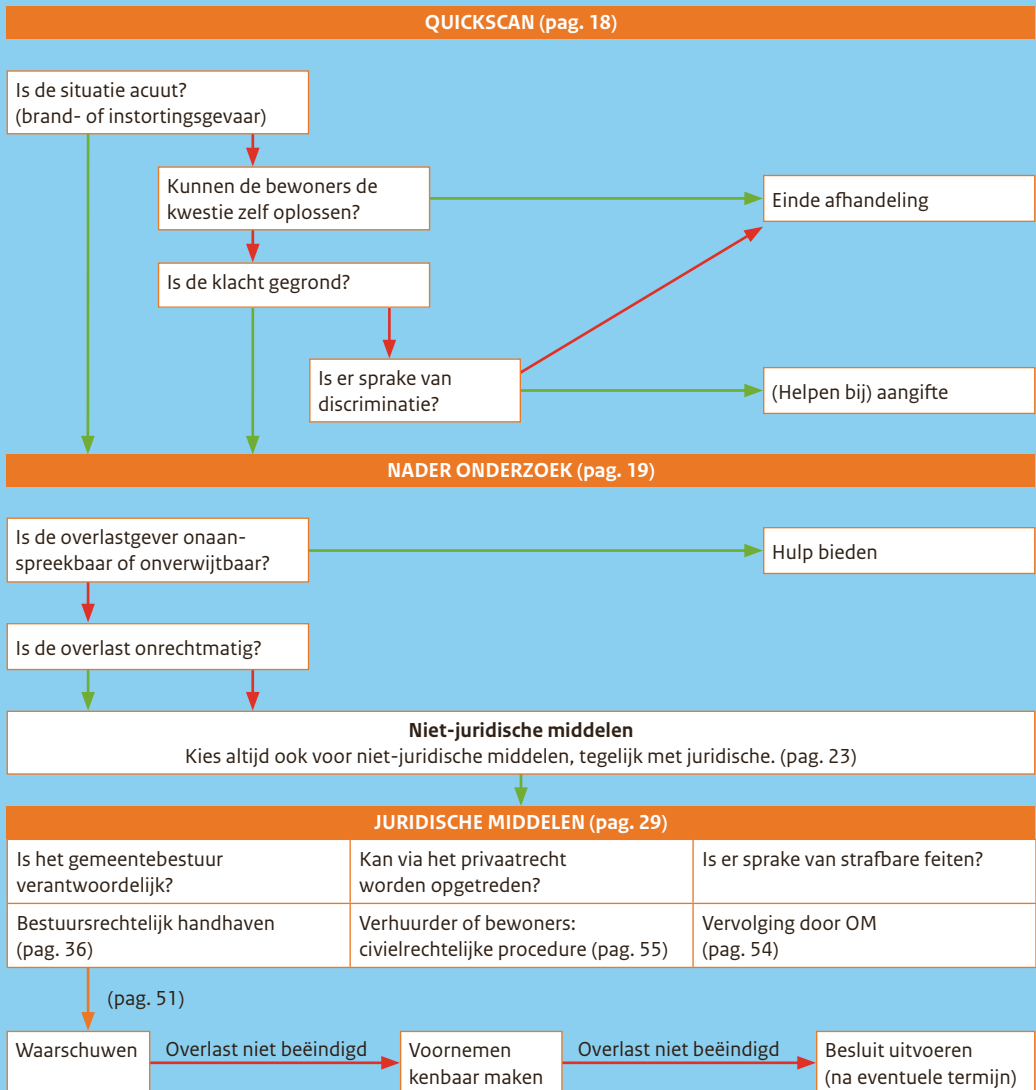 QUICKSCAN (pag. 18)
Is de situatie acuut?
(brand- of instortingsgevaar)
Kunnen de bewoners de
kwestie zelf oplossen?
Einde afhandeling
Is de klacht gegrond?
Is er sprake van
discriminatie?
(Helpen bij) aangifte
NADER ONDERZOEK (pag. 19)
Is de overlastgever onaan-
spreekbaar of onverwijtbaar?
Hulp bieden
Is de overlast onrechtmatig?
Niet-juridische middelen
Kies altijd ook voor niet-juridische middelen, tegelijk met juridische. (pag. 23)
JURIDISCHE MIDDELEN (pag. 29)
Is het gemeentebestuur
verantwoordelijk?
Kan via het privaatrecht
worden opgetreden?
Is er sprake van strafbare feiten?
Bestuursrechtelijk handhaven
(pag. 36)
Verhuurder of bewoners:
civielrechtelijke procedure (pag. 55)
Vervolging door OM
(pag. 54)
(pag. 51)
Waarschuwen
Overlast niet beëindigd
Voornemen
kenbaar maken
Overlast niet beëindigd
Besluit uitvoeren
(na eventuele termijn)